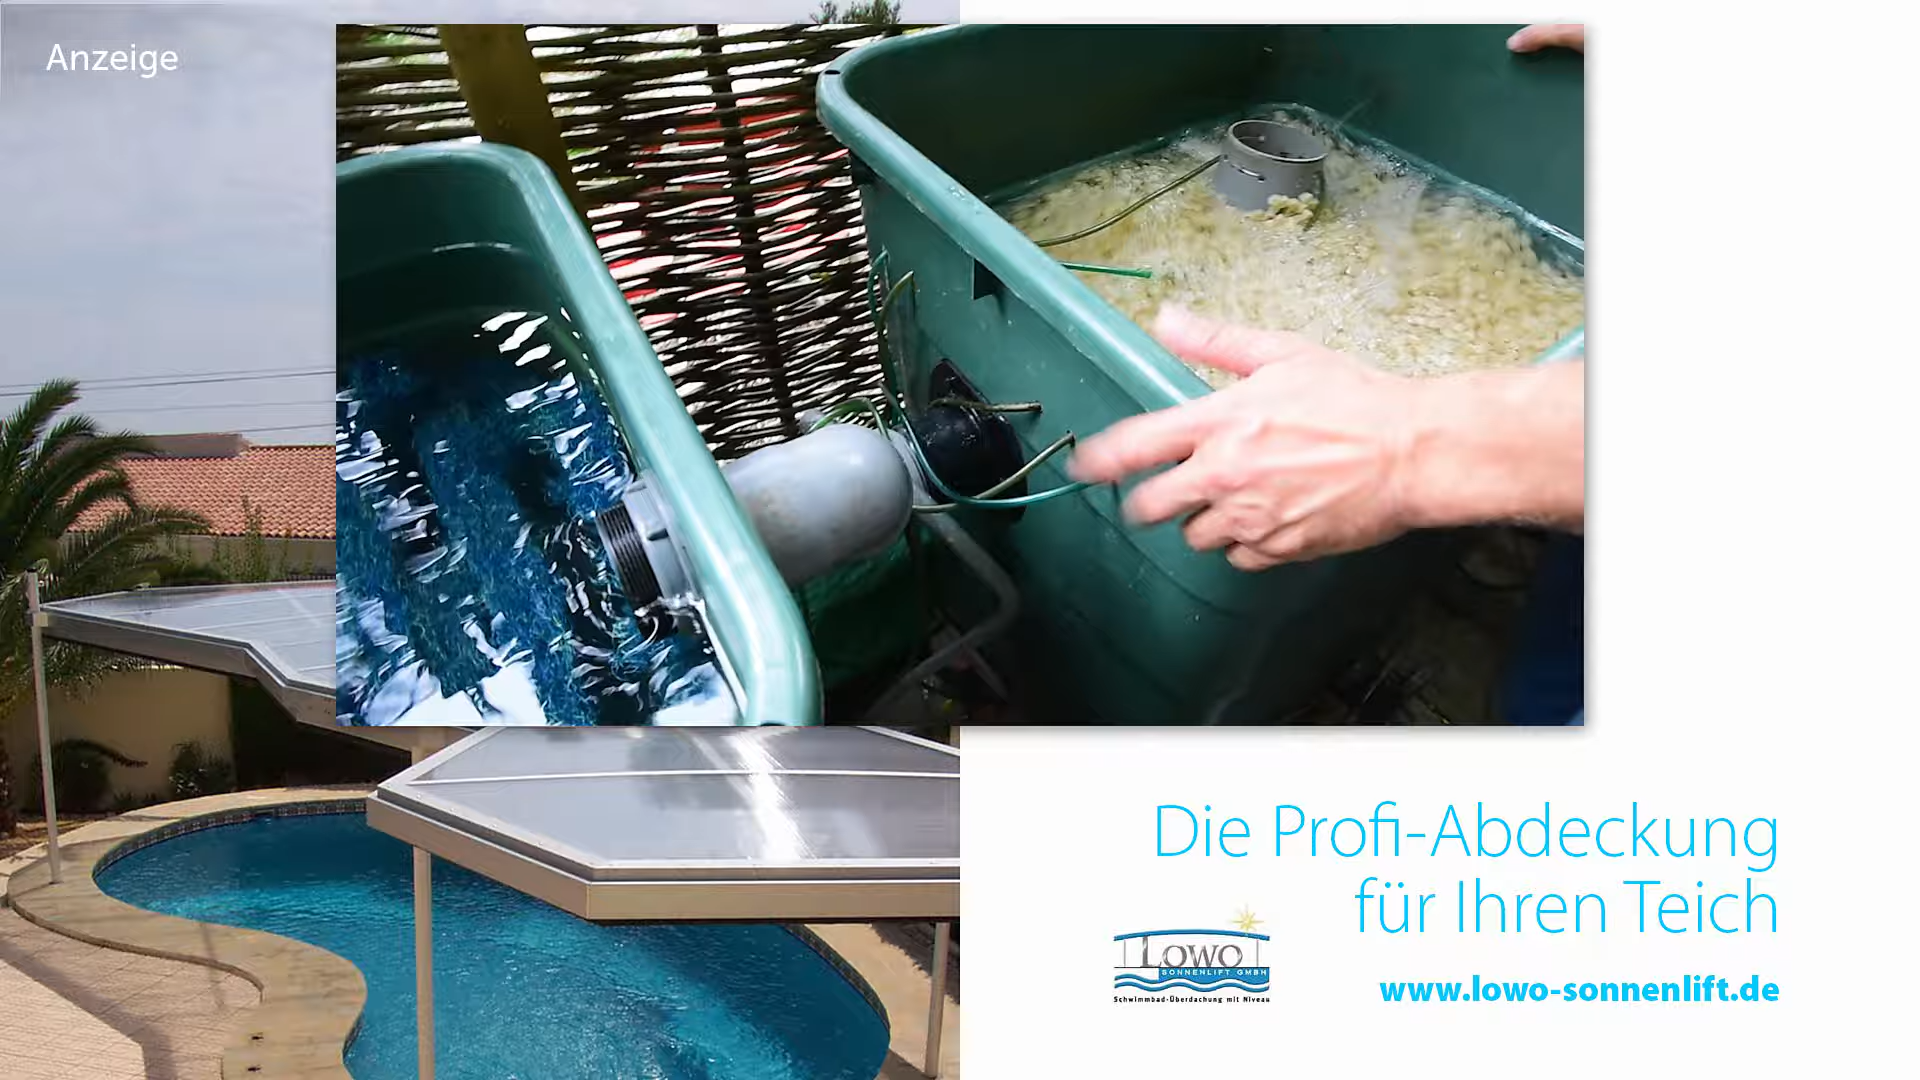 Anzeige
Die Profi-Abdeckung
für Ihren Teich
LOWO
SONNENLIFT GMBH
Schwimmbad-Überdachung mit Niveau
www.lowo-sonnenlift.de